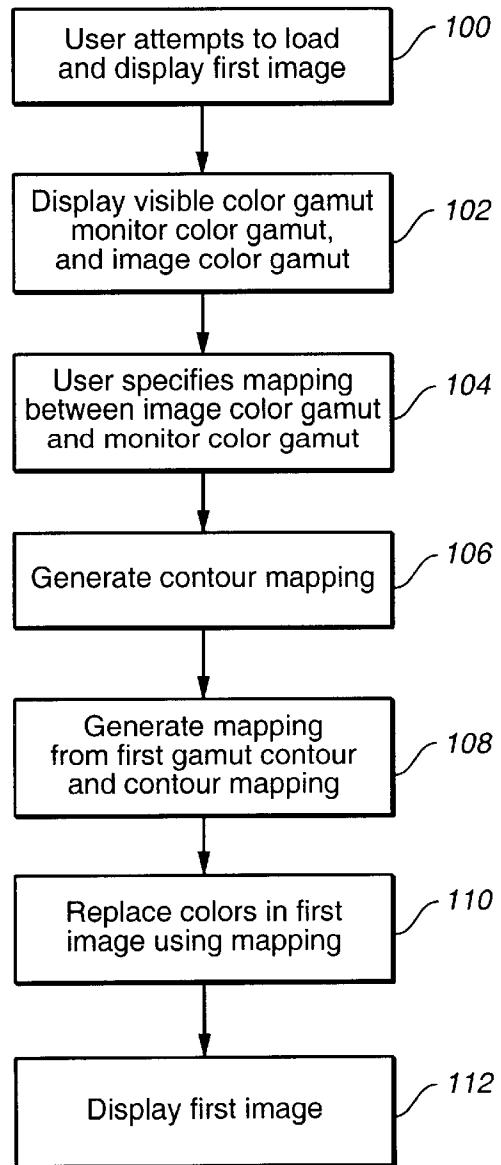 User attempts to load
and display first image
100
Display visible color gamut
monitor color gamut,
and image color gamut
102
User specifies mapping
between image color gamut
and monitor color gamut
104
Generate contour mapping
106
Generate mapping
from first gamut contour
and contour mapping
108
Replace colors in first
image using mapping
110
Display first image
112